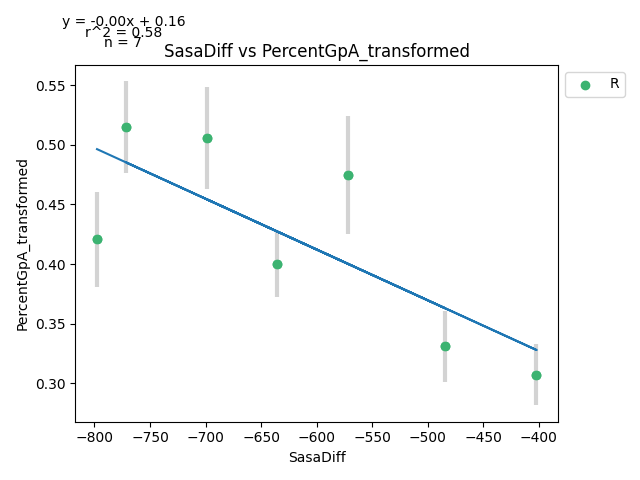 y = -0.00x + 0.16
r^2 = 0.58
n = 7
SasaDiff vs PercentGpA_transformed
R
PercentGpA_transformed
0.55
0.50
0.45
0.40
0.35
0.30
−800 −750 −700 −650 −600 −550 −500 −450 −400
SasaDiff